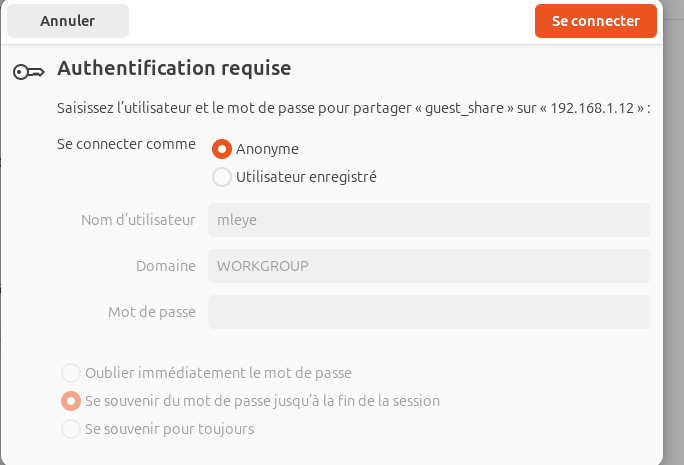 Annuler
Se connecter
Authentification requise
Saisissez l’utilisateur et le mot de passe pour partager « guest_share » sur « 192.168.1.12 » :
Se connecter comme
Anonyme
Utilisateur enregistré
Nom d’utilisateur
mleye
Domaine
WORKGROUP
Mot de passe
Oublier immédiatement le mot de passe
Se souvenir du mot de passe jusqu’à la fin de la session
Se souvenir pour toujours